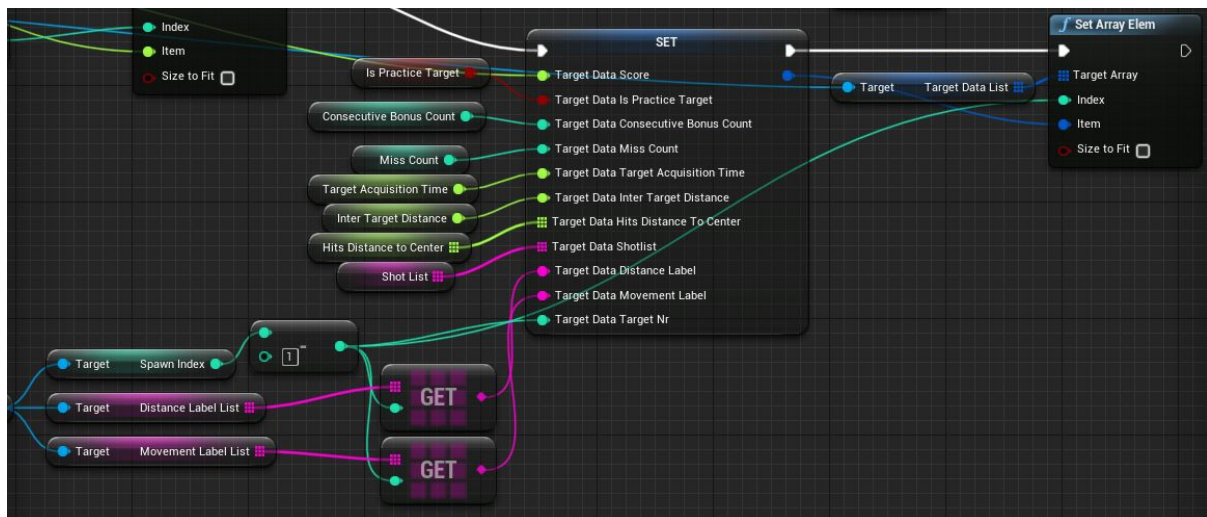 Index
Item
Size to Fit
SET
Is Practice Target
Target Data Score
Target Data Is Practice Target
Consecutive Bonus Count
Target Data Consecutive Bonus Count
Miss Count
Target Data Miss Count
Target Acquisition Time
Target Data Target Acquisition Time
Inter Target Distance
Target Data Inter Target Distance
Hits Distance to Center
Target Data Hits Distance To Center
Shot List
Target Data Shotlist
Target Data Distance Label
Target Data Movement Label
Target Data Target Nr
Target Target Data List
f Set Array Elem
Target Array
Index
Item
Size to Fit
Target Spawn Index
1 -
Target Distance Label List
GET
Target Movement Label List
GET